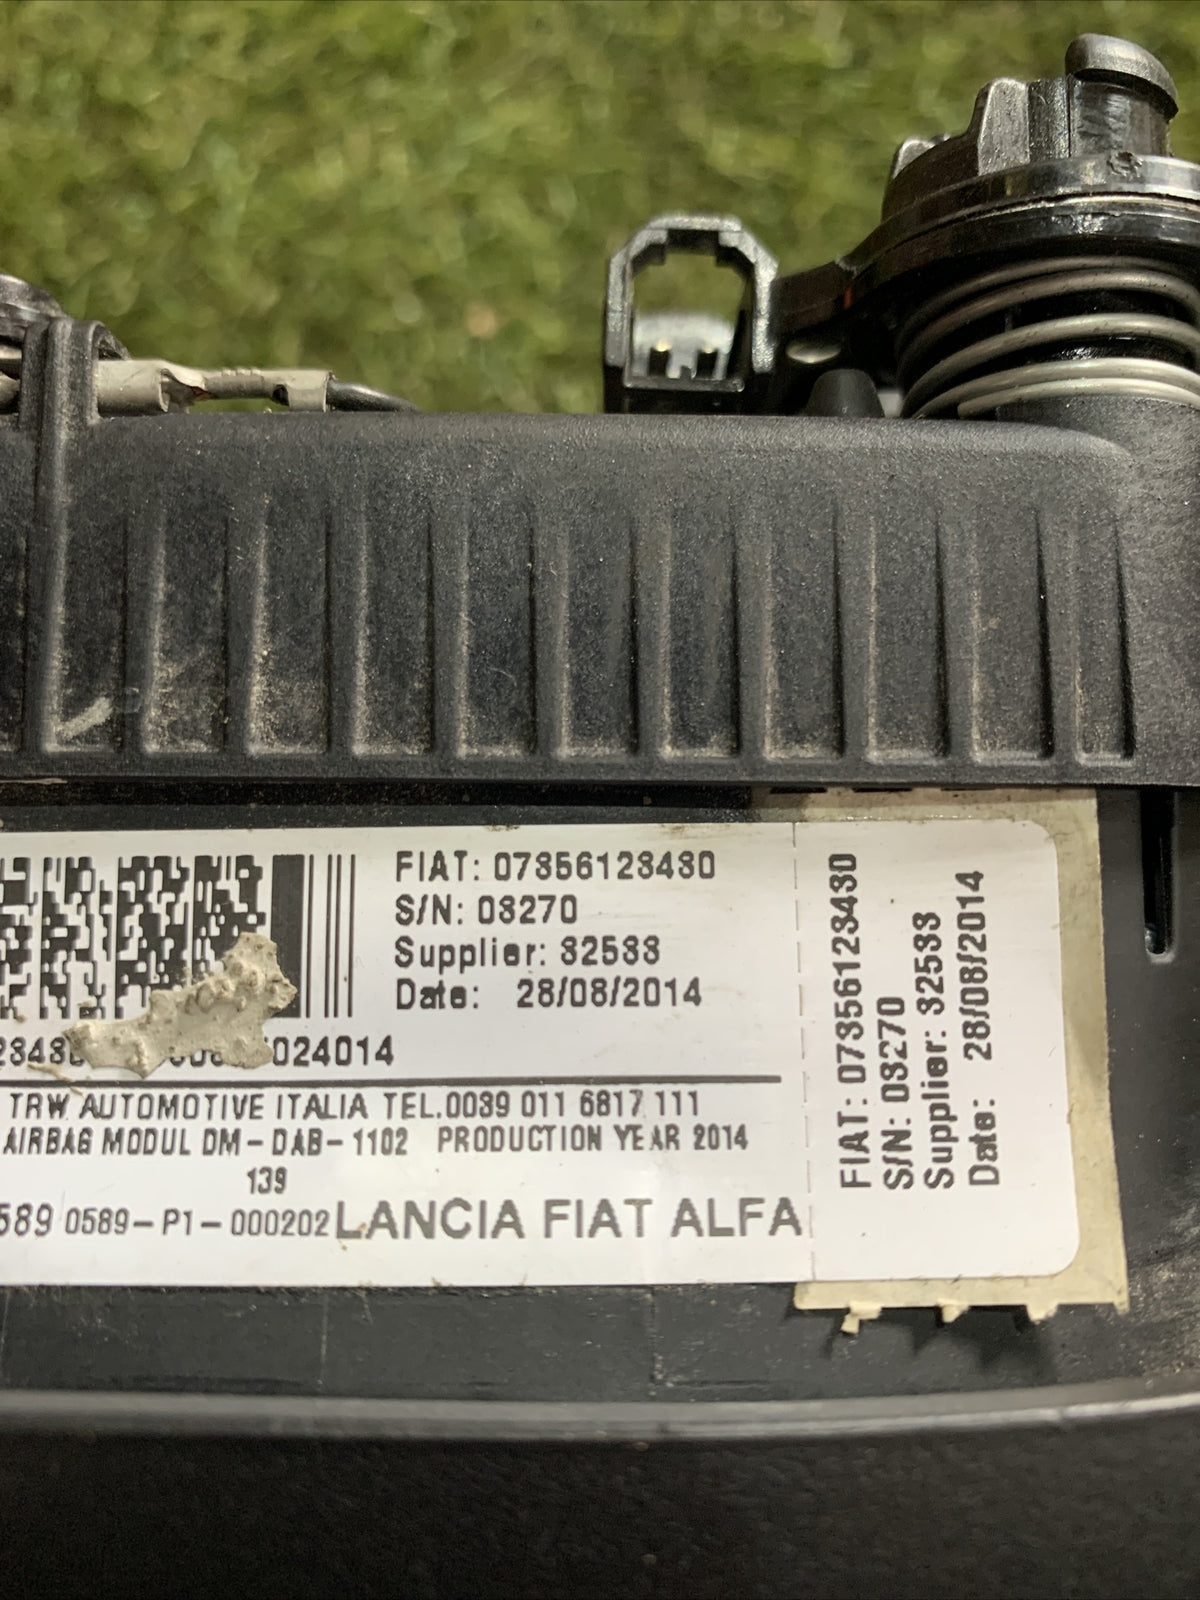 FIAT: 07356123430
S/N: 03270
Supplier: 32533
Date: 28/08/2014
024014
TRW AUTOMOTIVE ITALIA TEL.0039 011 6817 111
AIRBAG MODUL DM-DAB-1102 PRODUCTION YEAR 2014
139
589 0589-P1-000202 LANCIA FIAT ALFA
FIAT: 07356123430
S/N: 03270
Supplier: 32533
Date: 28/08/2014